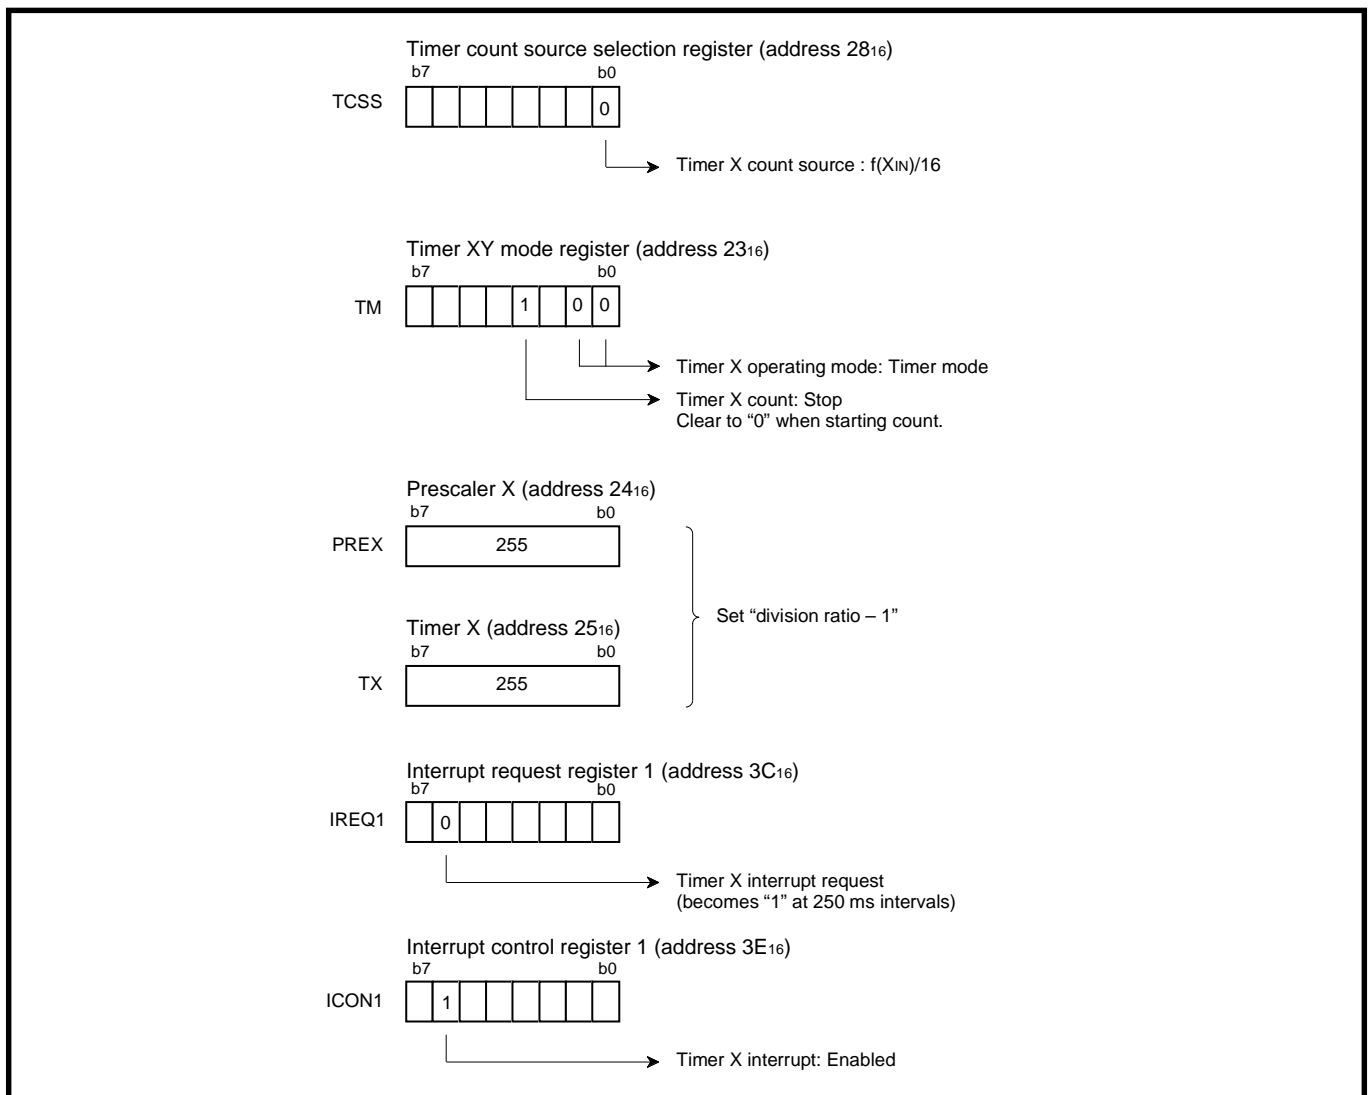 Timer count source selection register (address 2816)
b7 b0
TCSS 0
Timer X count source : f(XIN)/16
Timer XY mode register (address 2316)
b7 b0
TM 1 0 0
Timer X operating mode: Timer mode
Timer X count: Stop
Clear to “0” when starting count.
Prescaler X (address 2416)
b7 b0
PREX 255
Set “division ratio – 1”
Timer X (address 2516)
b7 b0
TX 255
Interrupt request register 1 (address 3C16)
b7 b0
IREQ1 0
Timer X interrupt request
(becomes “1” at 250 ms intervals)
Interrupt control register 1 (address 3E16)
b7 b0
ICON1 1
Timer X interrupt: Enabled